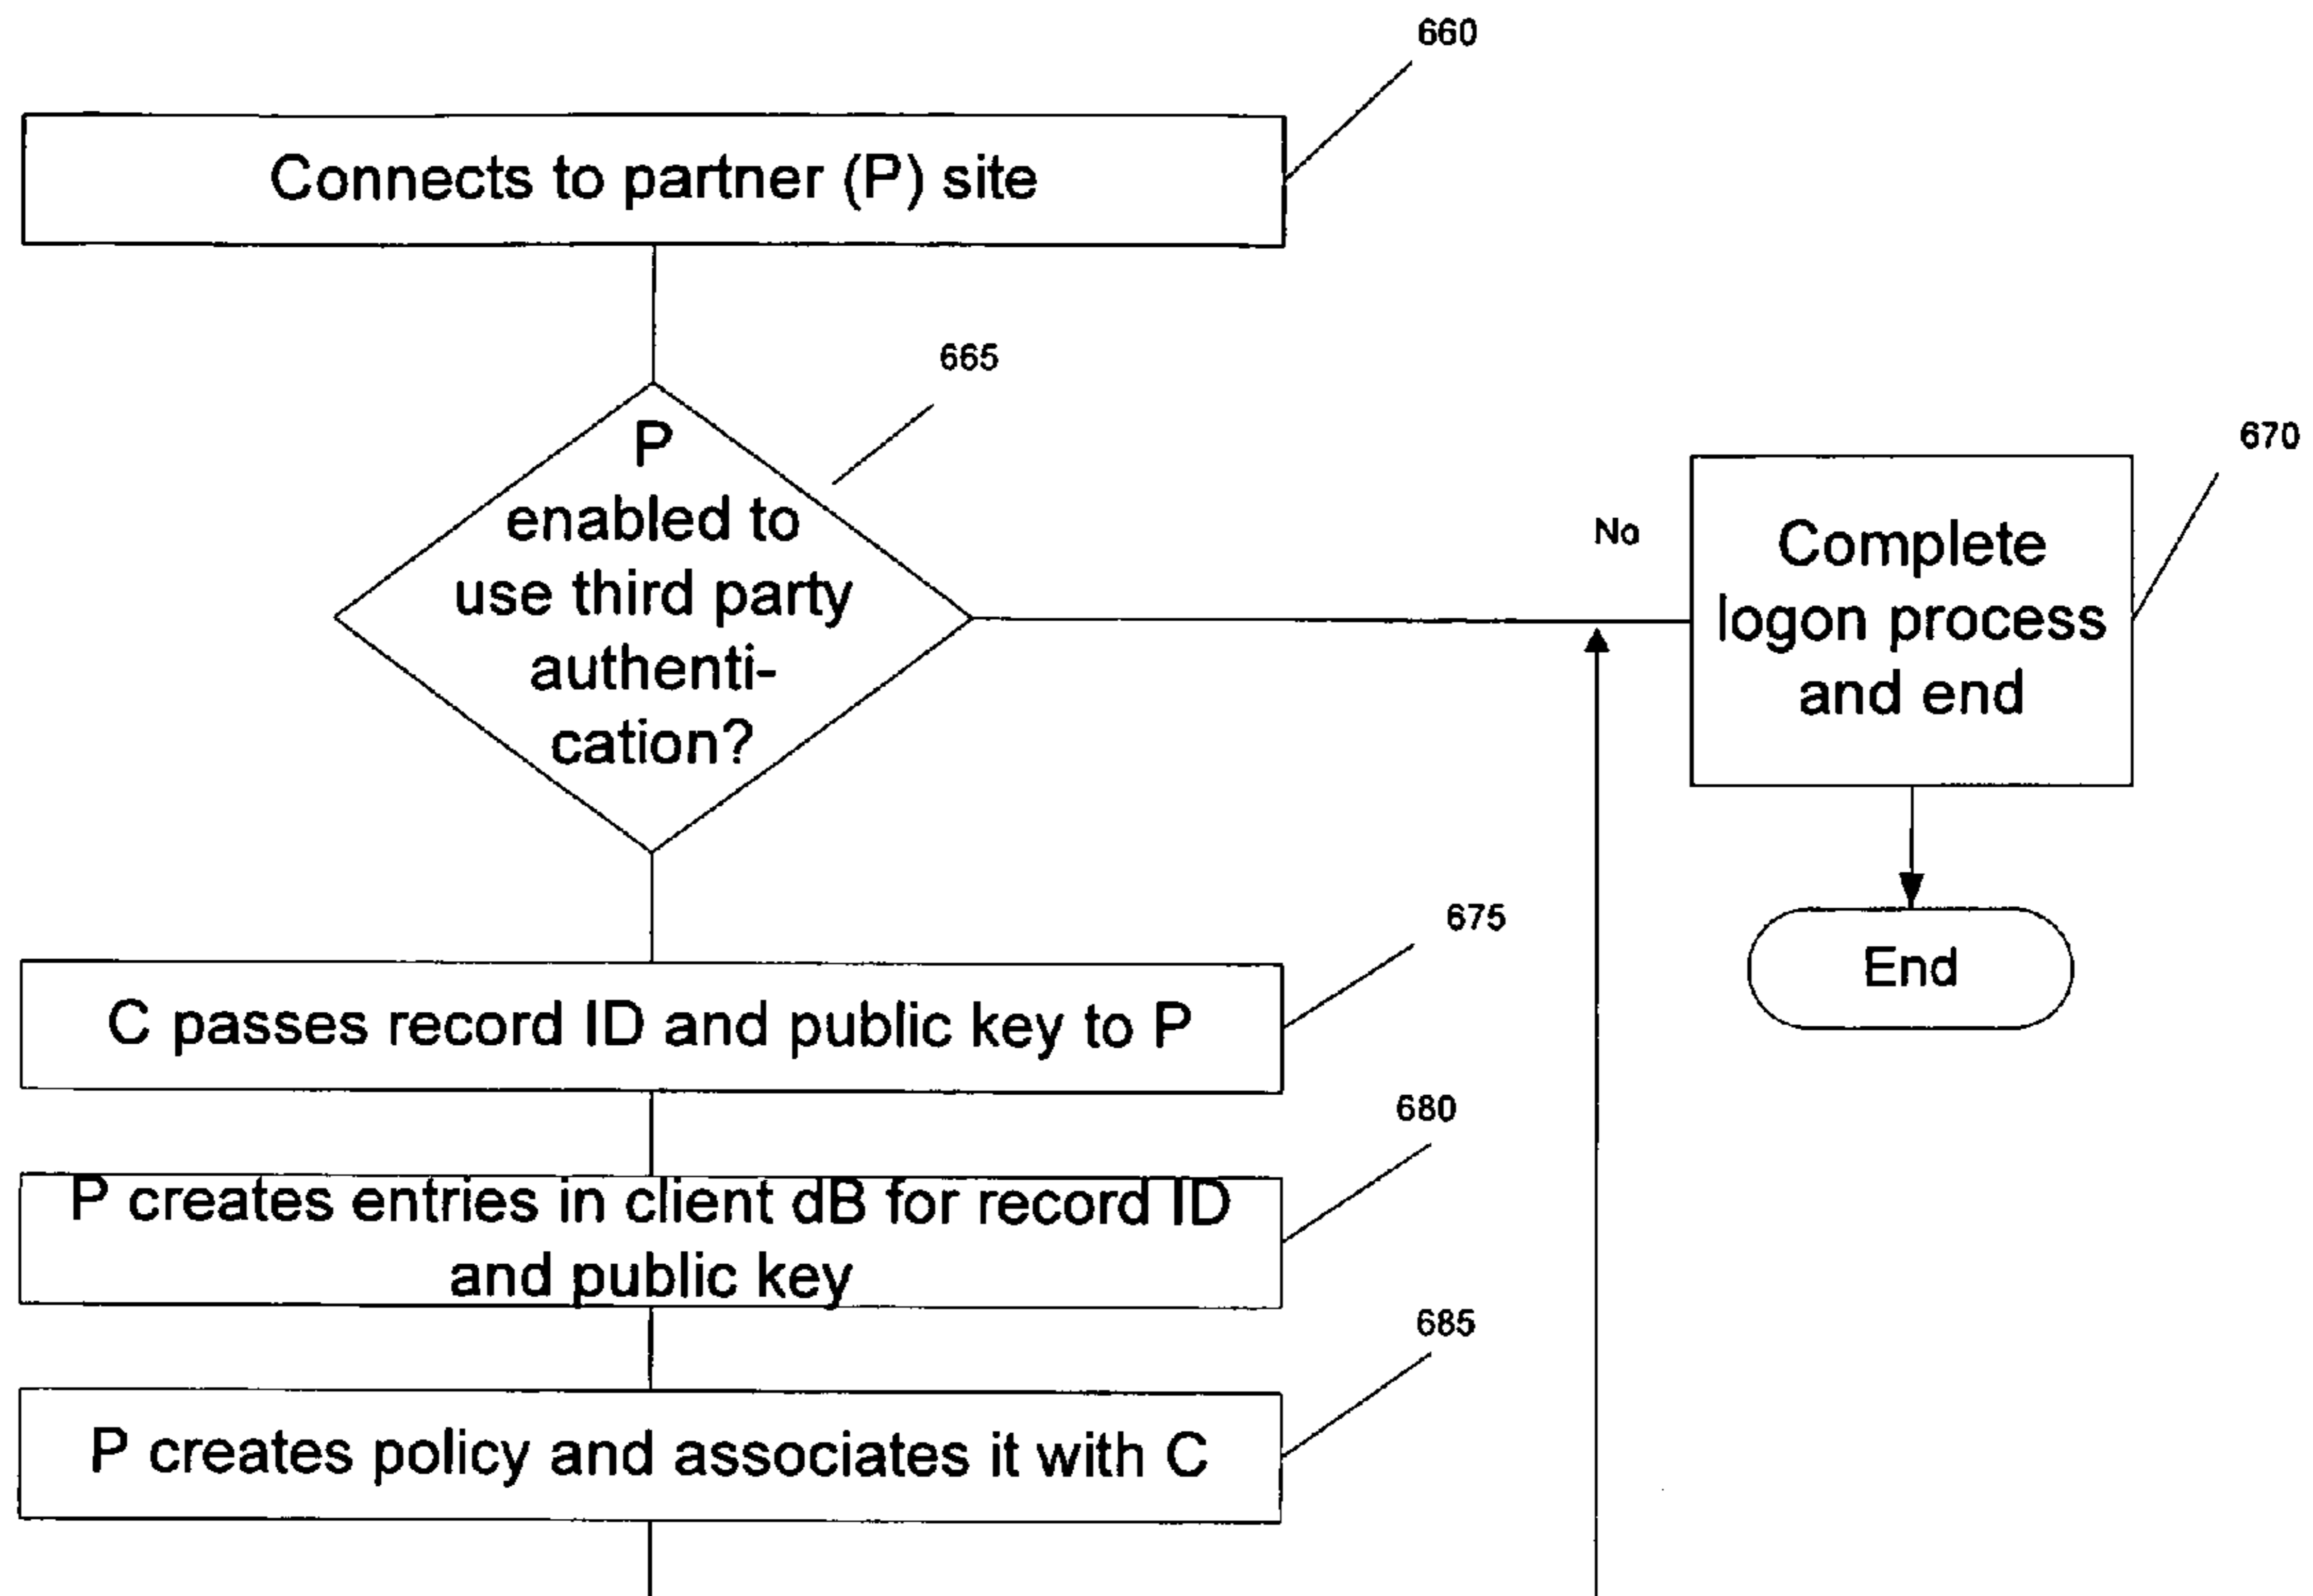 660
Connects to partner (P) site
665
P
enabled to
use third party
authenti-
cation?
No
670
Complete
logon process
and end
End
675
C passes record ID and public key to P
680
P creates entries in client dB for record ID
and public key
685
P creates policy and associates it with C